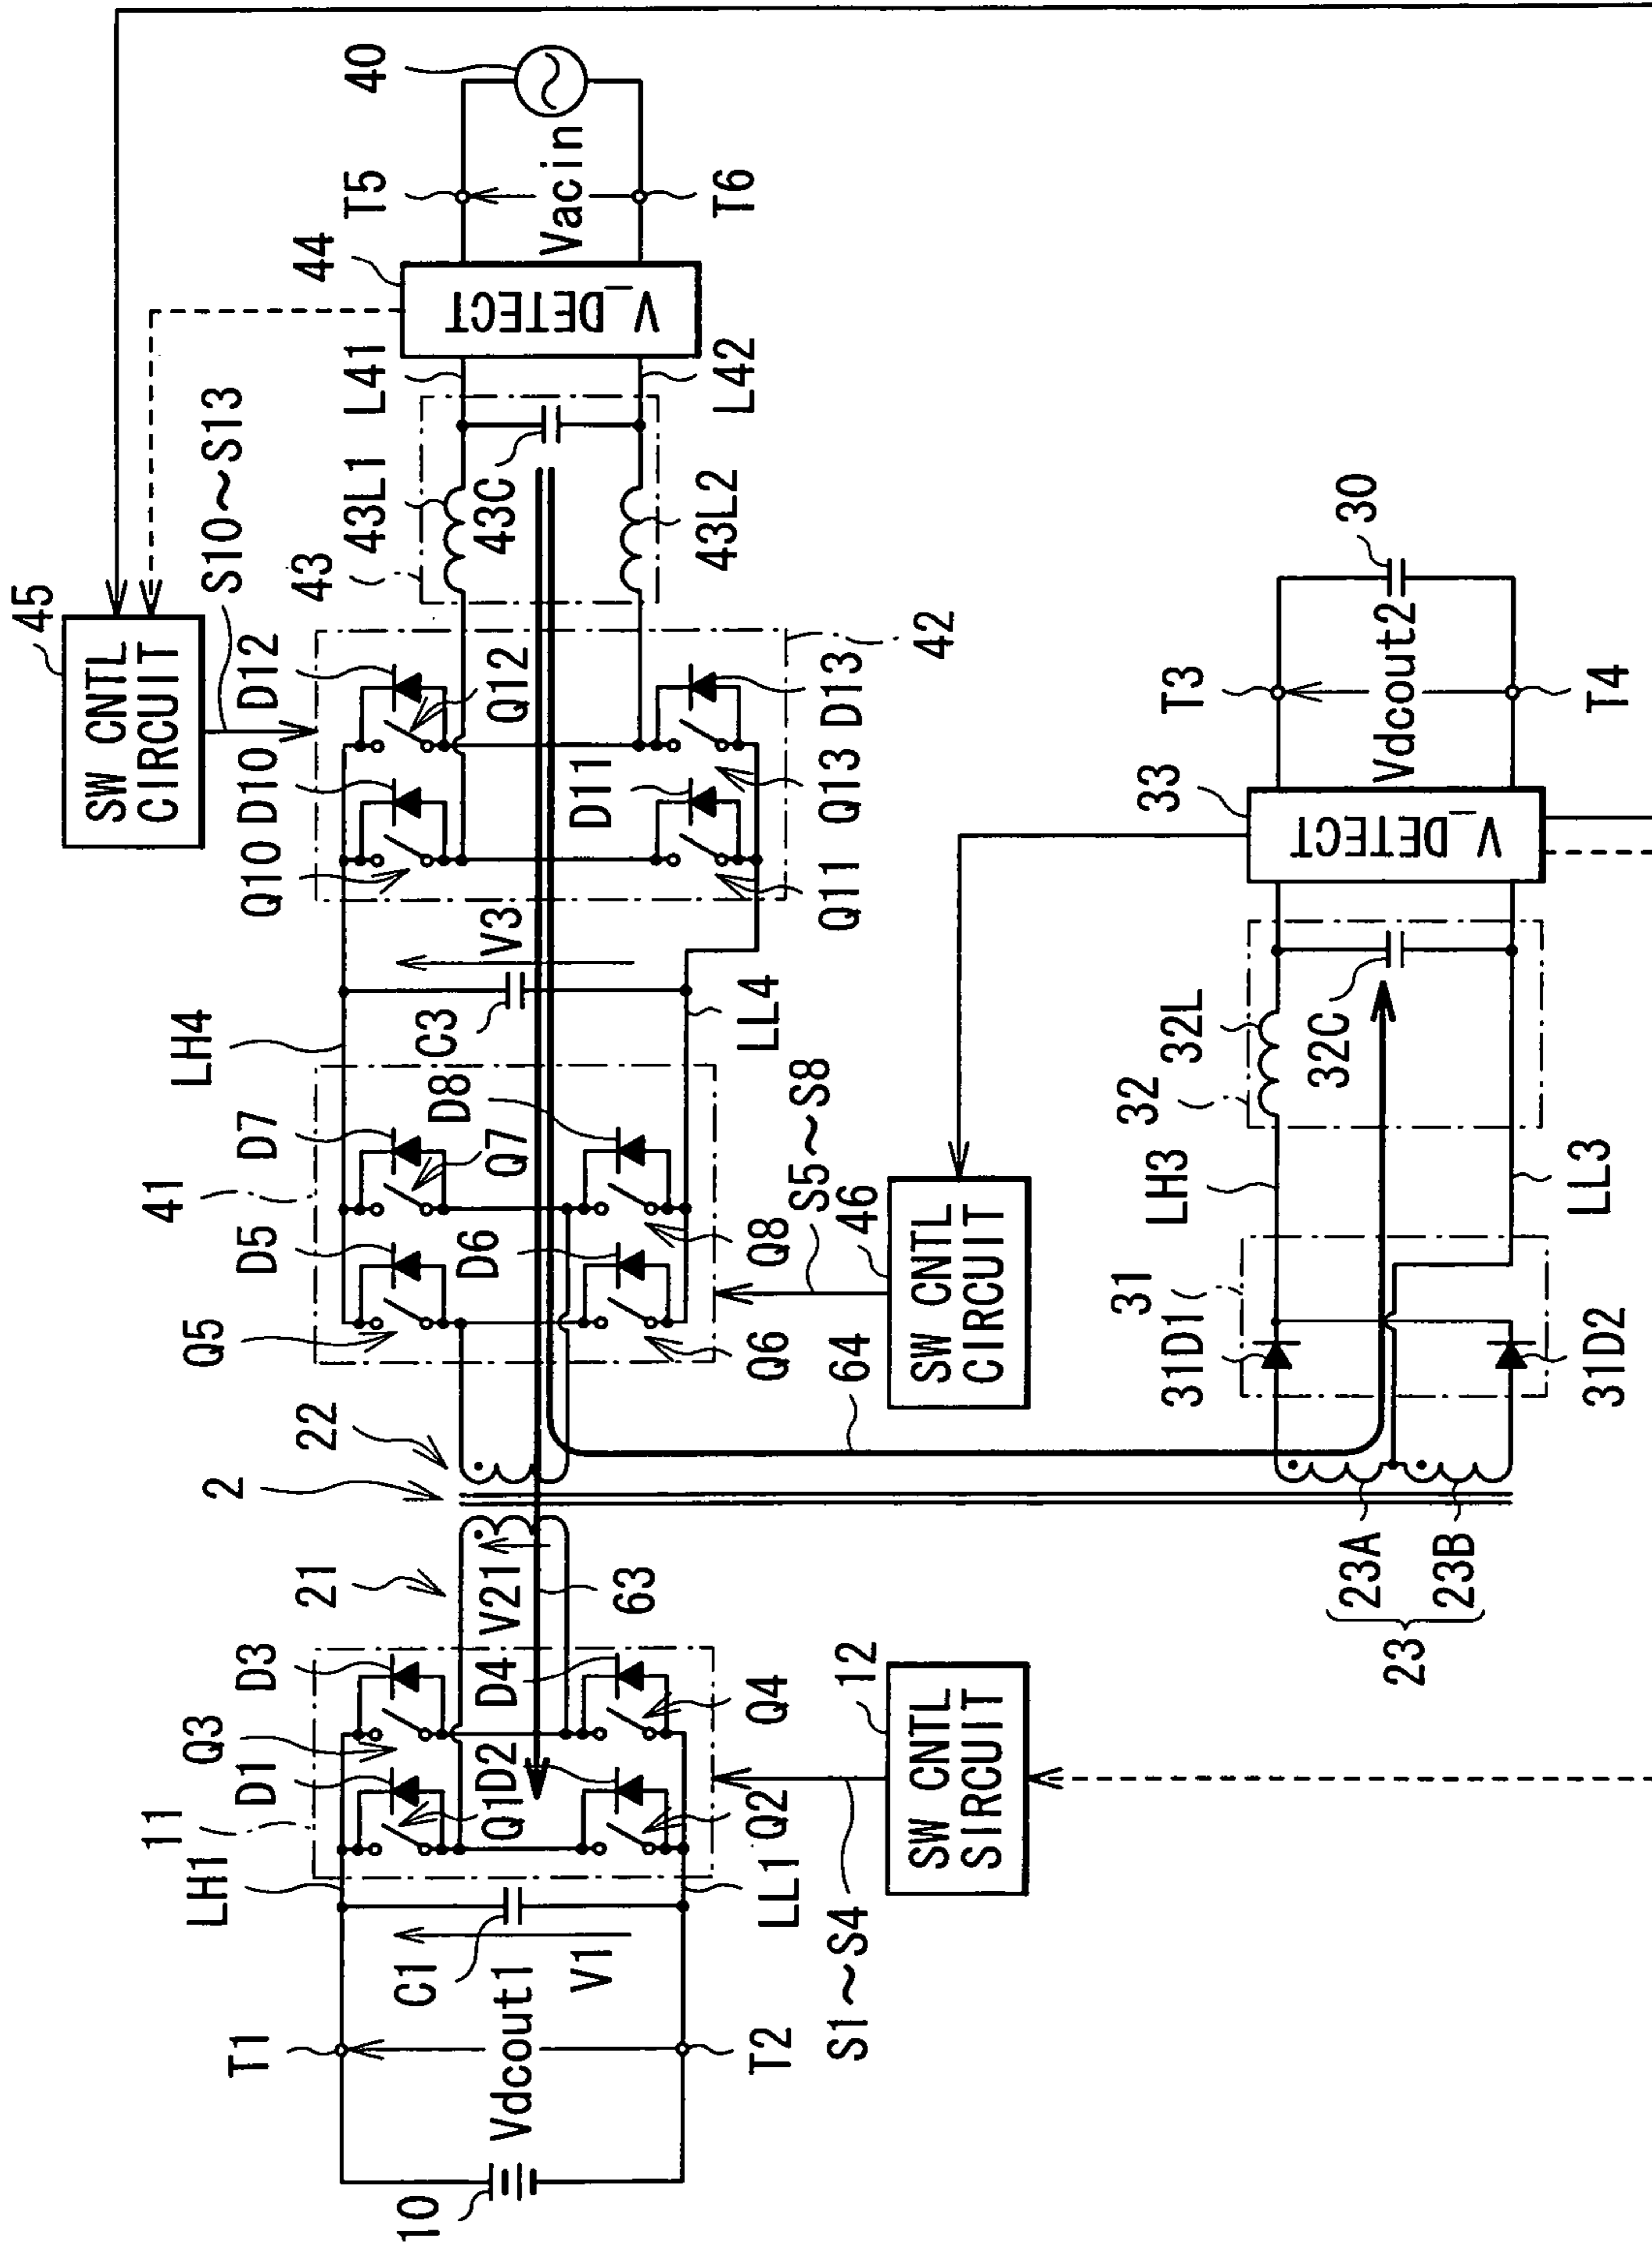 45
SW CNTL
CIRCUIT
S10~S13
44
V_DETECT
T5
40
Vacin
T6
43
43L1
L41
43C
43L2
L42
Q10
D10
D12
Q12
D11
Q11
Q13
D13
42
LH4
C3
V3
LL4
41
D5
D7
D8
Q7
Q5
D6
Q6
Q8
S5~S8
46
SW CNTL
CIRCUIT
64
2
22
21
V21
63
11
LH1
D1
Q3
D3
Q1
D2
D4
Q2
Q4
LL1
C1
V1
T1
Vdcout1
T2
10
S1~S4
12
SW CNTL
SIRCUIT
31
31D1
31D2
LH3
32
32L
32C
LL3
33
V_DETECT
T3
Vdcout2
T4
30
23A
23B
23